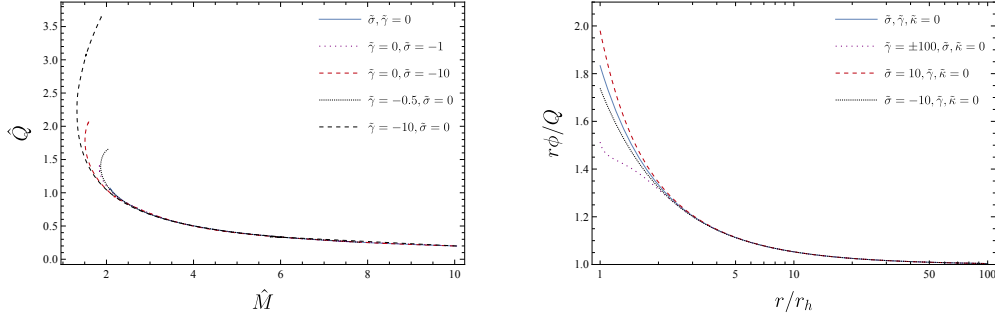 3.5
3.0
2.5
2.0
1.5
1.0
0.5
0.0
Q̂
2
4
6
8
10
M̂
σ̃, γ̃ = 0
γ̃ = 0, σ̃ = −1
γ̃ = 0, σ̃ = −10
γ̃ = −0.5, σ̃ = 0
γ̃ = −10, σ̃ = 0
2.0
1.8
1.6
1.4
1.2
1.0
rϕ/Q
1
5
10
50
100
r/r_h
σ̃, γ̃, κ̃ = 0
γ̃ = ±100, σ̃, κ̃ = 0
σ̃ = 10, γ̃, κ̃ = 0
σ̃ = −10, γ̃, κ̃ = 0